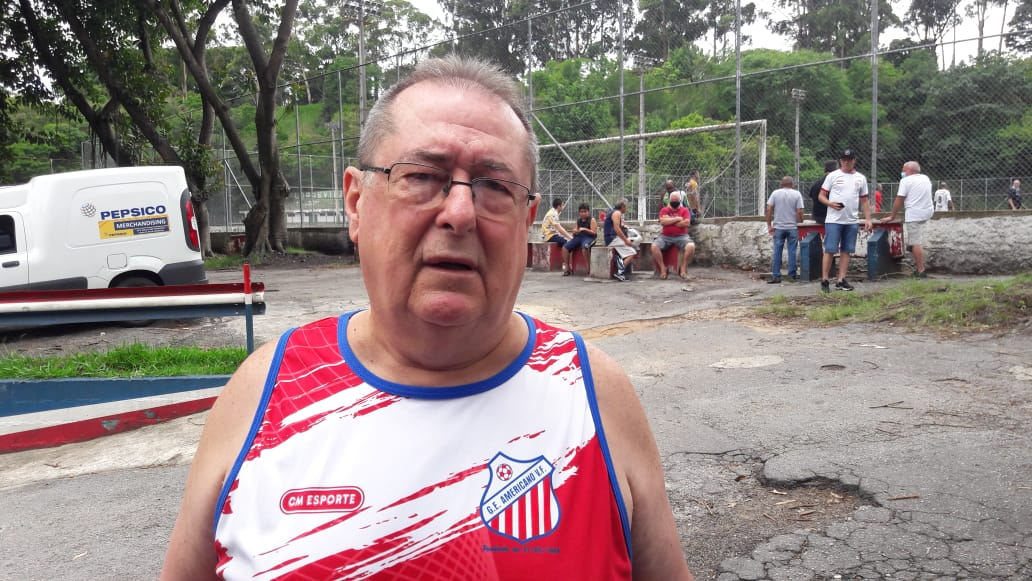 PEPSICO
MERCHANDISING
CM ESPORTE
G.E. AMERICANO V.F.